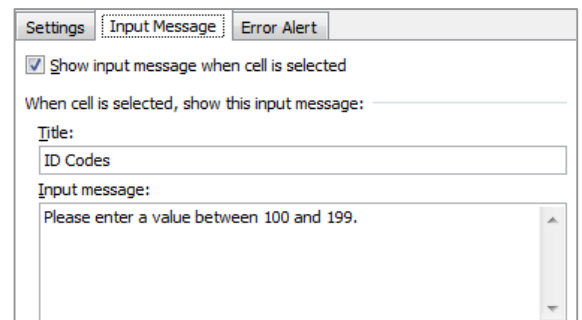 Settings Input Message Error Alert
Show input message when cell is selected
When cell is selected, show this input message:
Title:
ID Codes
Input message:
Please enter a value between 100 and 199.